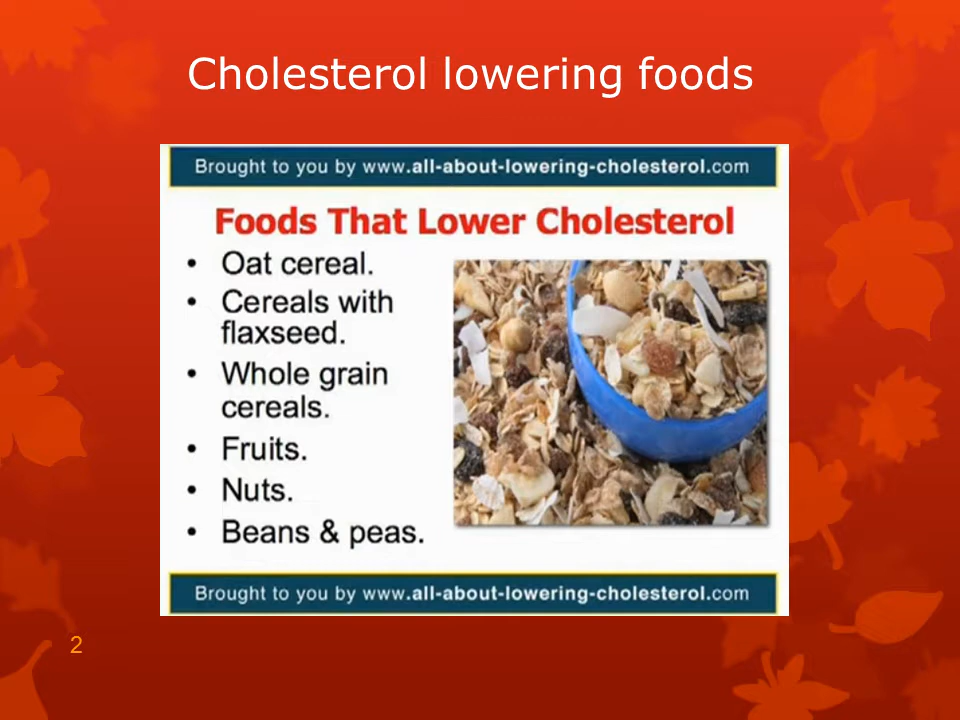 Cholesterol lowering foods
Brought to you by www.all-about-lowering-cholesterol.com
Foods That Lower Cholesterol
• Oat cereal.
• Cereals with
flaxseed.
• Whole grain
cereals.
• Fruits.
• Nuts.
• Beans & peas.
Brought to you by www.all-about-lowering-cholesterol.com
2